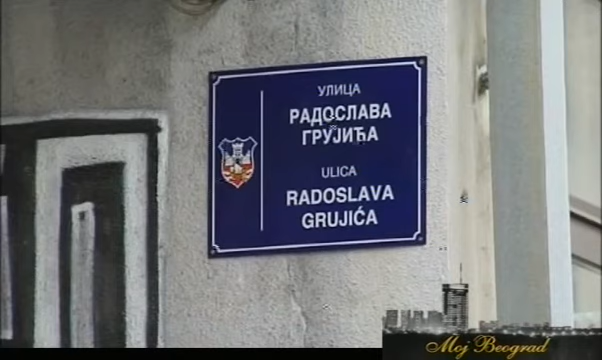 УЛИЦА
РАДОСЛАВА
ГРУЈИЋА
ULICA
RADOSLAVA
GRUJIĆA
Moj Beograd